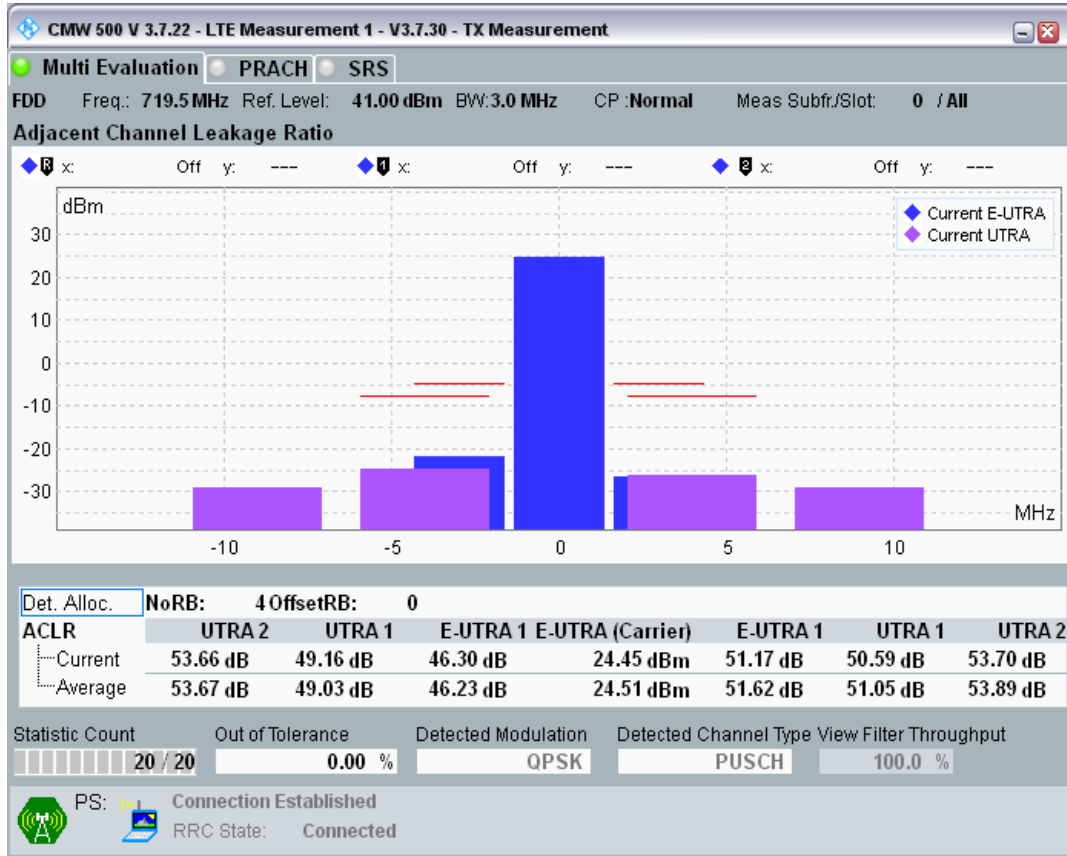 CMW 500 V 3.7.22 - LTE Measurement 1 - V3.7.30 - TX Measurement
Multi Evaluation PRACH SRS
FDD Freq.: 719.5 MHz Ref. Level: 41.00 dBm BW: 3.0 MHz CP :Normal Meas Subfr./Slot: 0 / All
Adjacent Channel Leakage Ratio
R x: Off y: --- 1 x: Off y: --- 2 x: Off y: ---
dBm
Current E-UTRA
Current UTRA
30
20
10
0
-10
-20
-30
MHz
-10 -5 0 5 10
Det. Alloc. NoRB: 4 OffsetRB: 0
ACLR UTRA 2 UTRA 1 E-UTRA 1 E-UTRA (Carrier) E-UTRA 1 UTRA 1 UTRA 2
Current 53.66 dB 49.16 dB 46.30 dB 24.45 dBm 51.17 dB 50.59 dB 53.70 dB
Average 53.67 dB 49.03 dB 46.23 dB 24.51 dBm 51.62 dB 51.05 dB 53.89 dB
Statistic Count Out of Tolerance Detected Modulation Detected Channel Type View Filter Throughput
20 / 20 0.00 % QPSK PUSCH 100.0 %
PS: Connection Established
RRC State: Connected